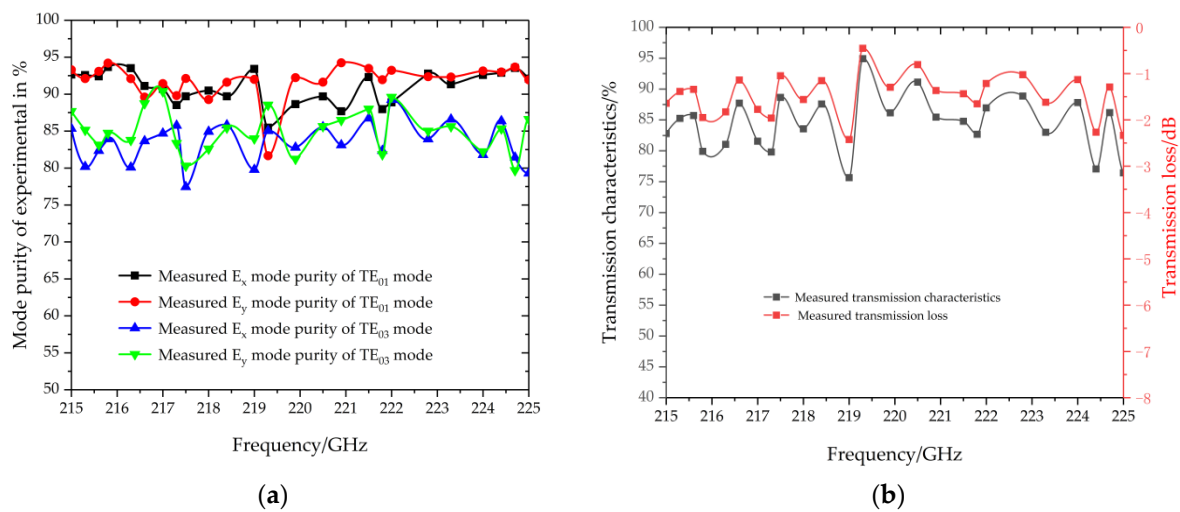 Mode purity of experimental in %
100
95
90
85
80
75
70
65
60
55
50
Measured Ex mode purity of TE01 mode
Measured Ey mode purity of TE01 mode
Measured Ex mode purity of TE03 mode
Measured Ey mode purity of TE03 mode
215 216 217 218 219 220 221 222 223 224 225
Frequency/GHz
(a)
Transmission characteristics/%
100
95
90
85
80
75
70
65
60
55
50
45
40
Measured transmission characteristics
Measured transmission loss
215 216 217 218 219 220 221 222 223 224 225
Frequency/GHz
0
−1
−2
−3
−4
−5
−6
−7
−8
Transmission loss/dB
(b)